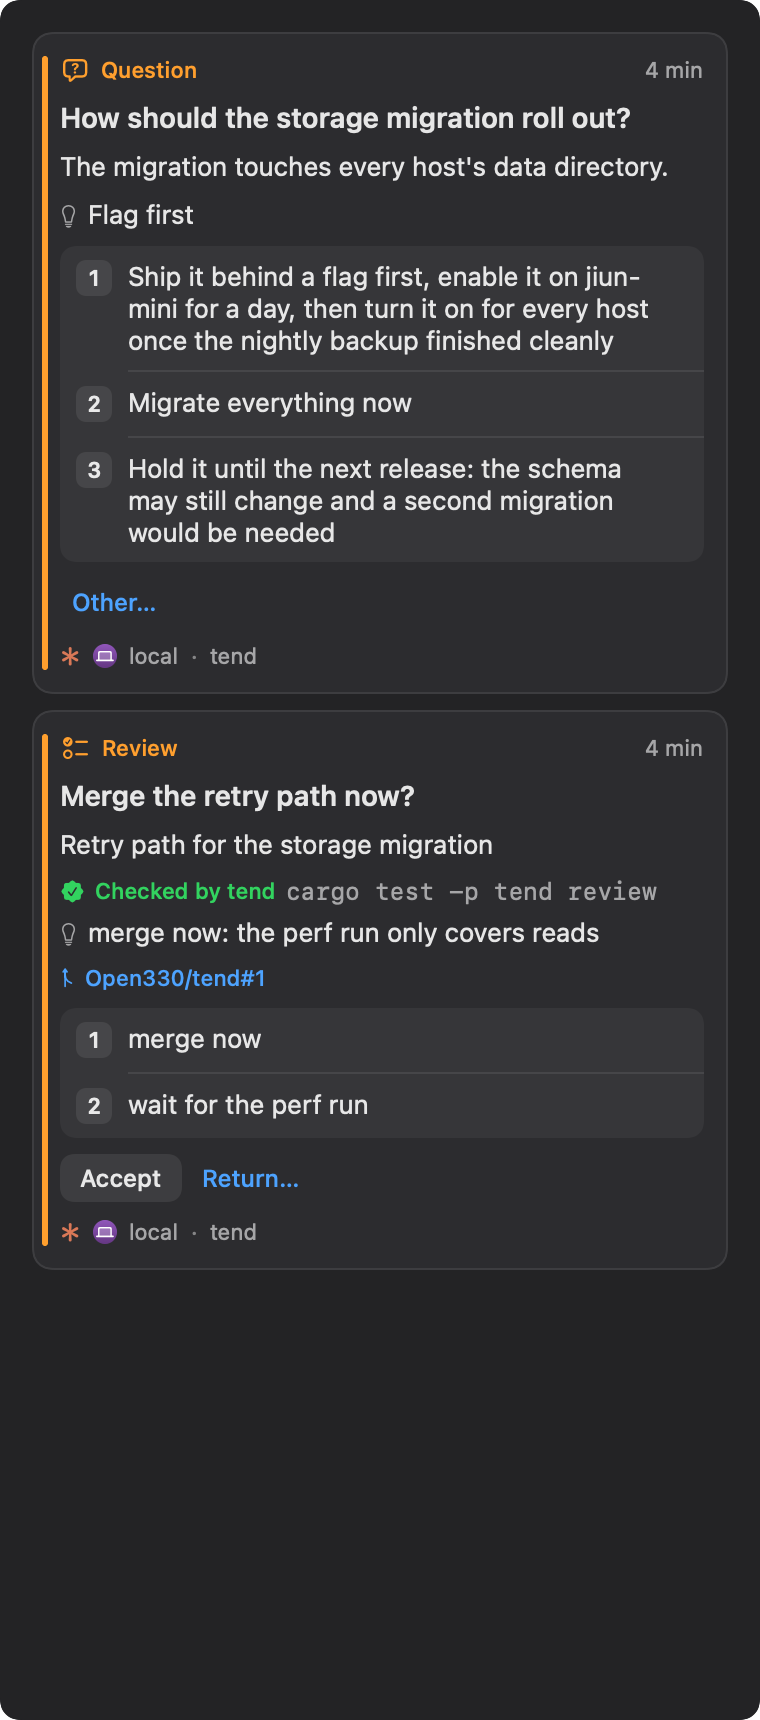 Question
4 min
How should the storage migration roll out?
The migration touches every host's data directory.
Flag first
1
Ship it behind a flag first, enable it on jiun-
mini for a day, then turn it on for every host
once the nightly backup finished cleanly
2
Migrate everything now
3
Hold it until the next release: the schema
may still change and a second migration
would be needed
Other...
local · tend
Review
4 min
Merge the retry path now?
Retry path for the storage migration
Checked by tend cargo test -p tend review
merge now: the perf run only covers reads
Open330/tend#1
1
merge now
2
wait for the perf run
Accept
Return...
local · tend